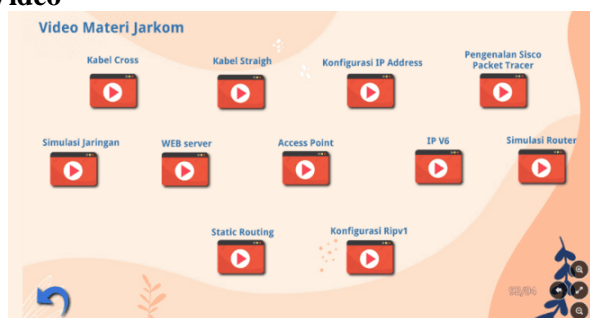 Video Materi Jarkom
Kabel Cross
Kabel Straigh
Konfigurasi IP Address
Pengenalan Sisco
Packet Tracer
Simulasi Jaringan
WEB server
Access Point
IP V6
Simulasi Router
Static Routing
Konfigurasi Ripv1